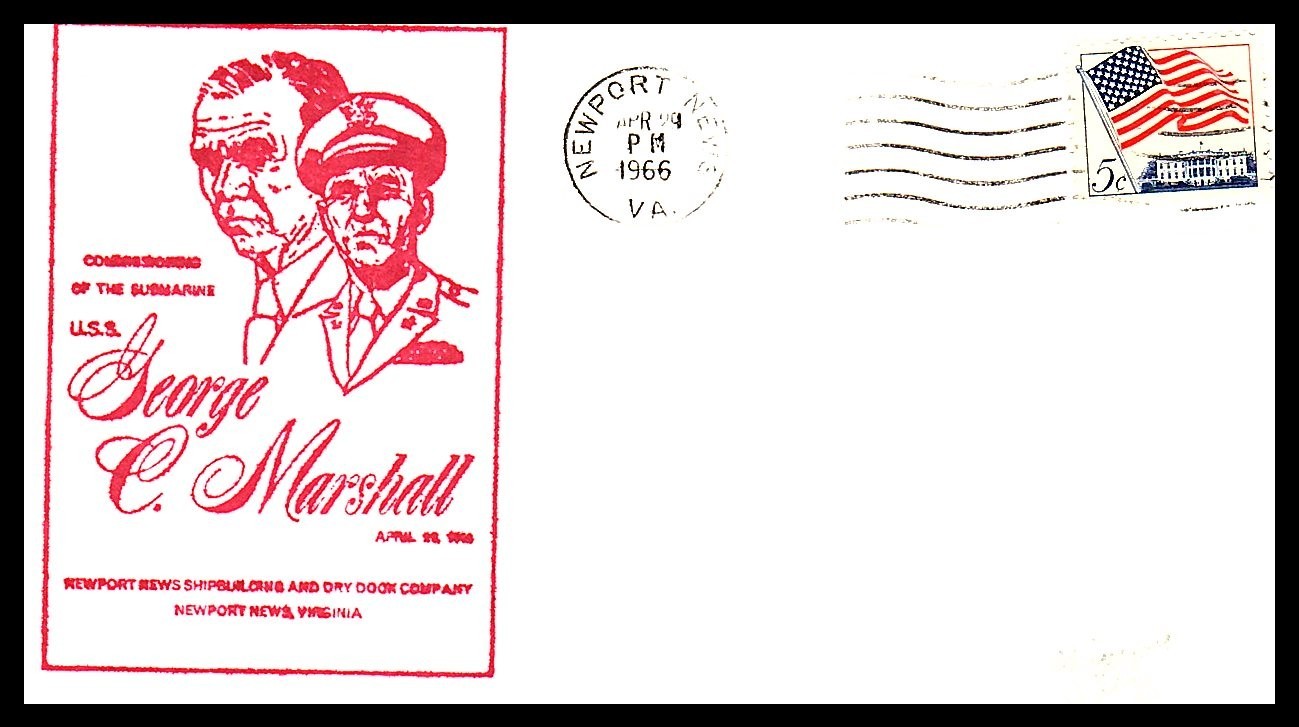 COMMISSIONING
OF THE SUBMARINE
U.S.S.
George
C. Marshall
APRIL 29, 1966
NEWPORT NEWS SHIPBUILDING AND DRY DOCK COMPANY
NEWPORT NEWS, VIRGINIA
NEWPORT NEWS
APR 29
PM
1966
VA.
5c